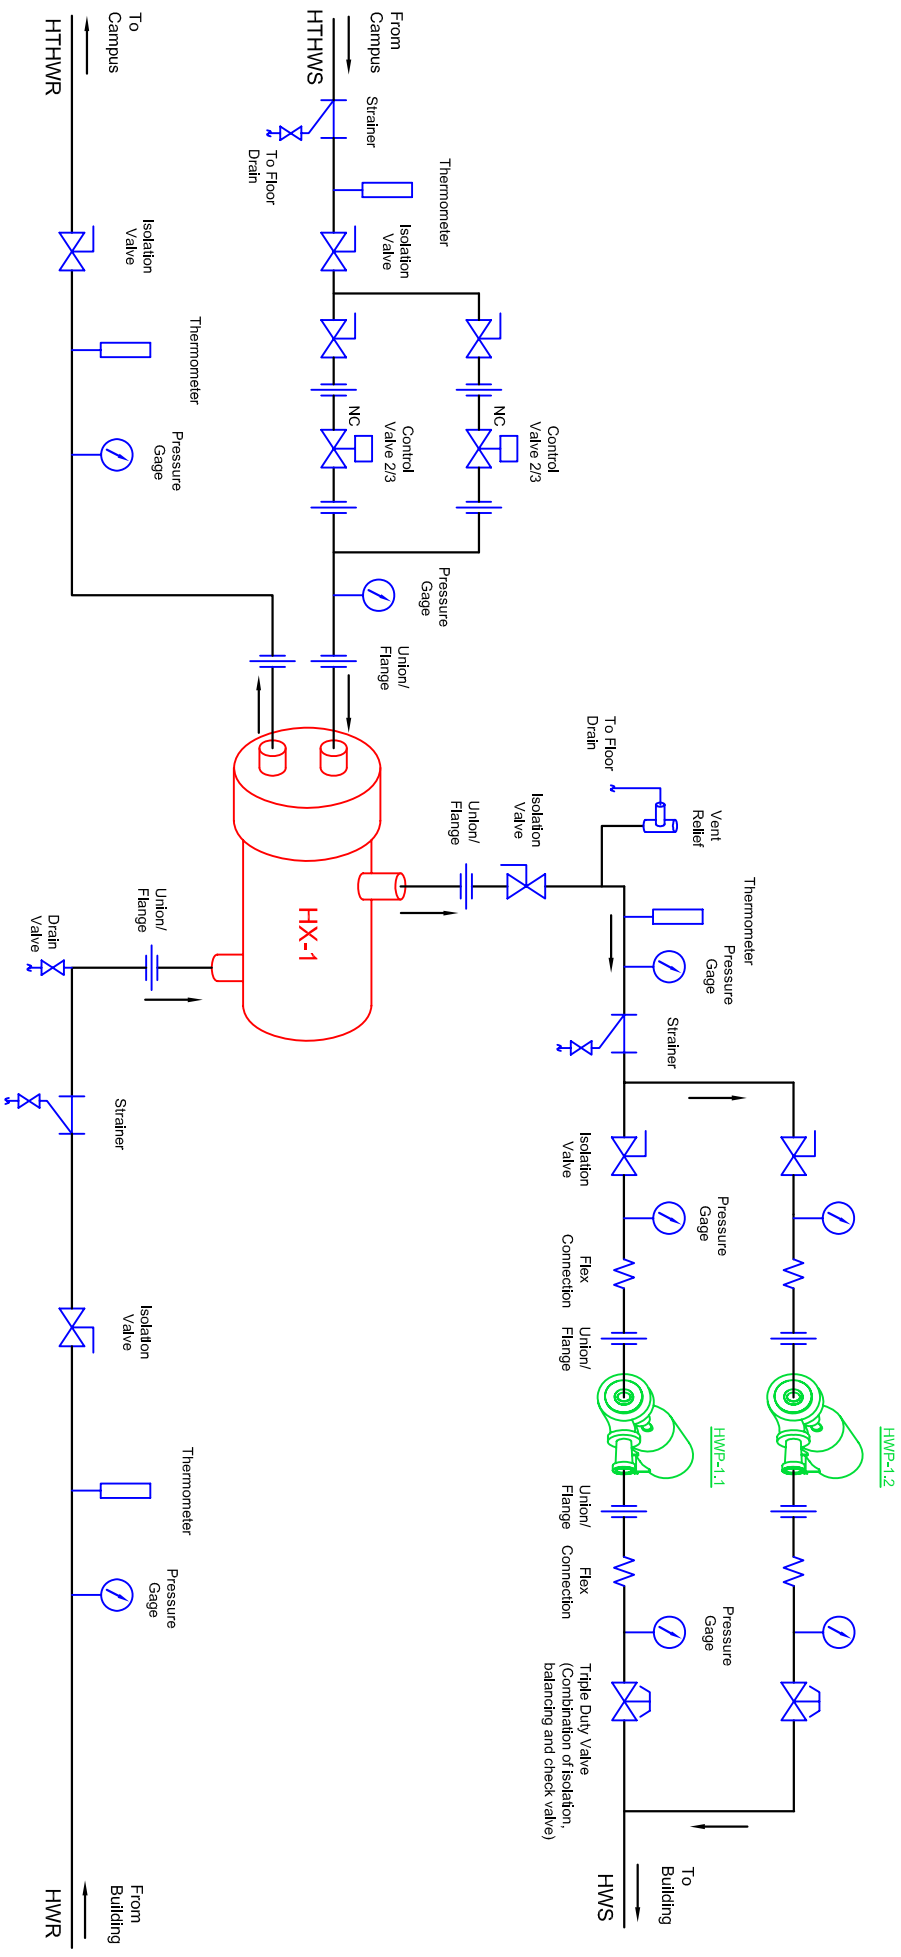 To
Campus
HTHWR
Isolation
Valve
Thermometer
Pressure
Gage
From
Campus
HTHWS
Strainer
To Floor
Drain
Thermometer
Isolation
Valve
NC
Control
Valve 2/3
NC
Control
Valve 2/3
Pressure
Gage
Union/
Flange
HX-1
Union/
Flange
Isolation
Valve
To Floor
Drain
Vent
Relief
Thermometer
Pressure
Gage
Strainer
Isolation
Valve
Pressure
Gage
Flex
Connection
Union/
Flange
HWP-1.1
HWP-1.2
Union/
Flange
Flex
Connection
Pressure
Gage
Triple Duty Valve
(Combination of isolation,
balancing and check valve)
To
Building
HWS
Union/
Flange
Drain
Valve
Strainer
Isolation
Valve
Thermometer
Pressure
Gage
From
Building
HWR